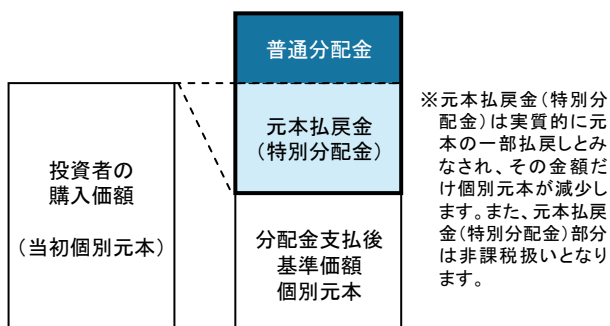 普通分配金
元本払戻金
（特別分配金）
投資者の
購入価額
（当初個別元本）
分配金支払後
基準価額
個別元本
※元本払戻金（特別分
配金）は実質的に元
本の一部払戻しとみ
なされ、その金額だ
け個別元本が減少し
ます。また、元本払戻
金（特別分配金）部分
は非課税扱いとなり
ます。